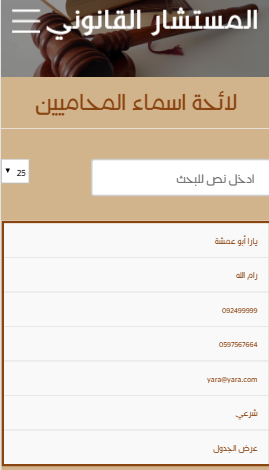 المستشار القانوني
لائحة اسماء المحاميين
25
ادخل نص للبحث
يارا أبو عمشة
رام الله
092499999
0597567664
yara@yara.com
شرعي
عرض الجدول